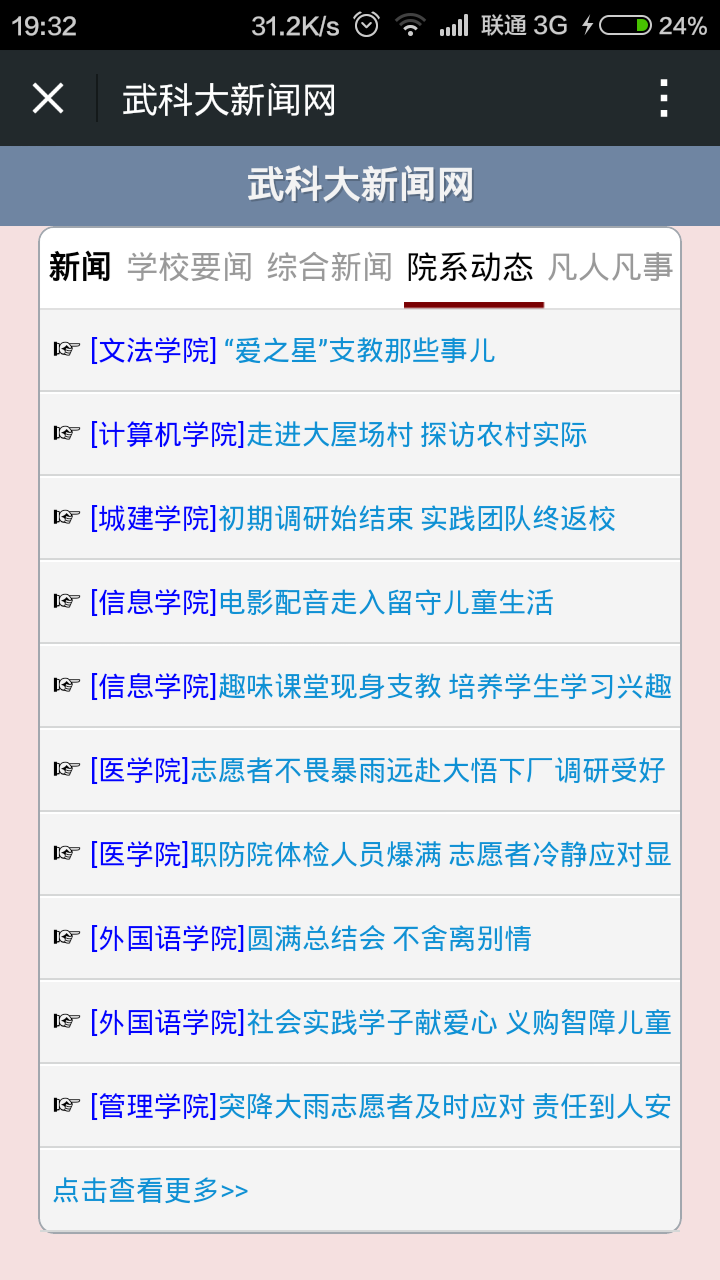 19:32 31.2K/s 联通 3G 24%
武科大新闻网
武科大新闻网
新闻 学校要闻 综合新闻 院系动态 凡人凡事
[文法学院] “爱之星”支教那些事儿
[计算机学院]走进大屋场村 探访农村实际
[城建学院]初期调研始结束 实践团队终返校
[信息学院]电影配音走入留守儿童生活
[信息学院]趣味课堂现身支教 培养学生学习兴趣
[医学院]志愿者不畏暴雨远赴大悟下厂调研受好
[医学院]职防院体检人员爆满 志愿者冷静应对显
[外国语学院]圆满总结会 不舍离别情
[外国语学院]社会实践学子献爱心 义购智障儿童
[管理学院]突降大雨志愿者及时应对 责任到人安
点击查看更多>>